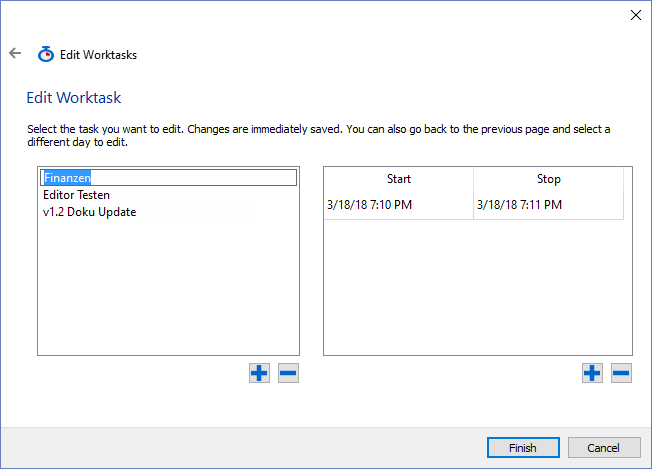 Edit Worktasks
Edit Worktask
Select the task you want to edit. Changes are immediately saved. You can also go back to the previous page and select a
different day to edit.
Finanzen
Editor Testen
v1.2 Doku Update
Start Stop
3/18/18 7:10 PM 3/18/18 7:11 PM
Finish Cancel